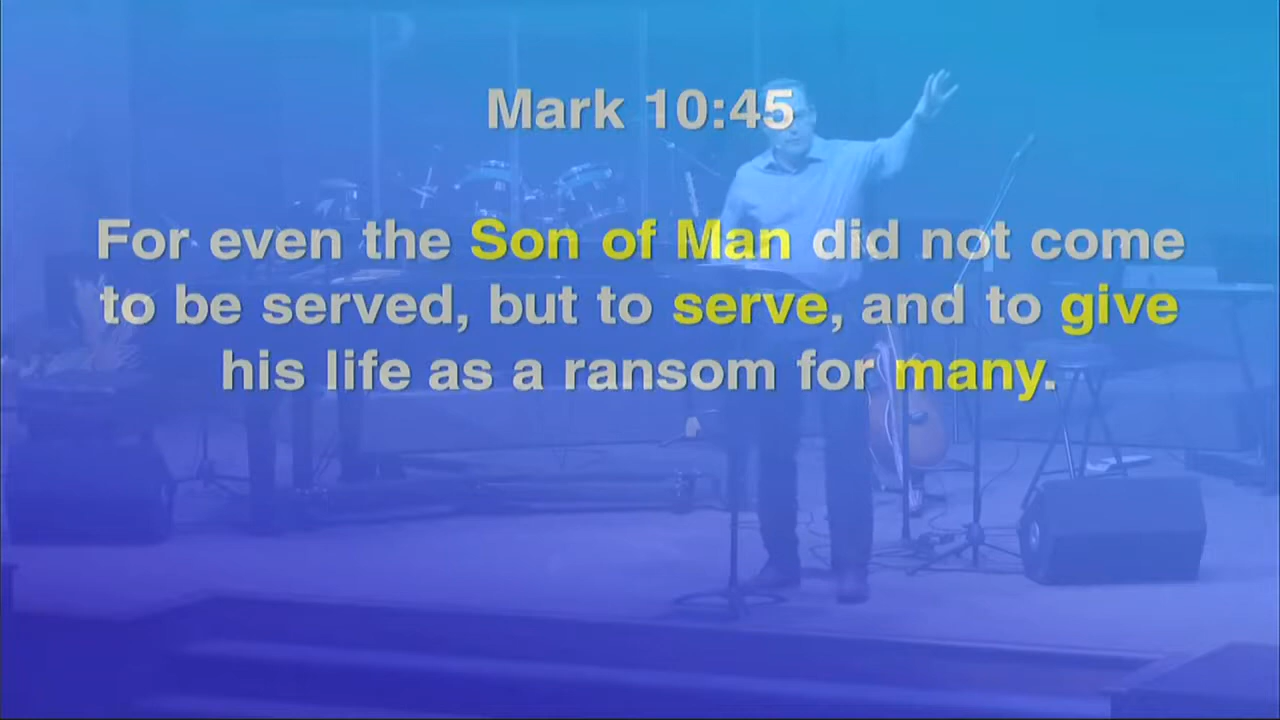 Mark 10:45
For even the Son of Man did not come
to be served, but to serve, and to give
his life as a ransom for many.